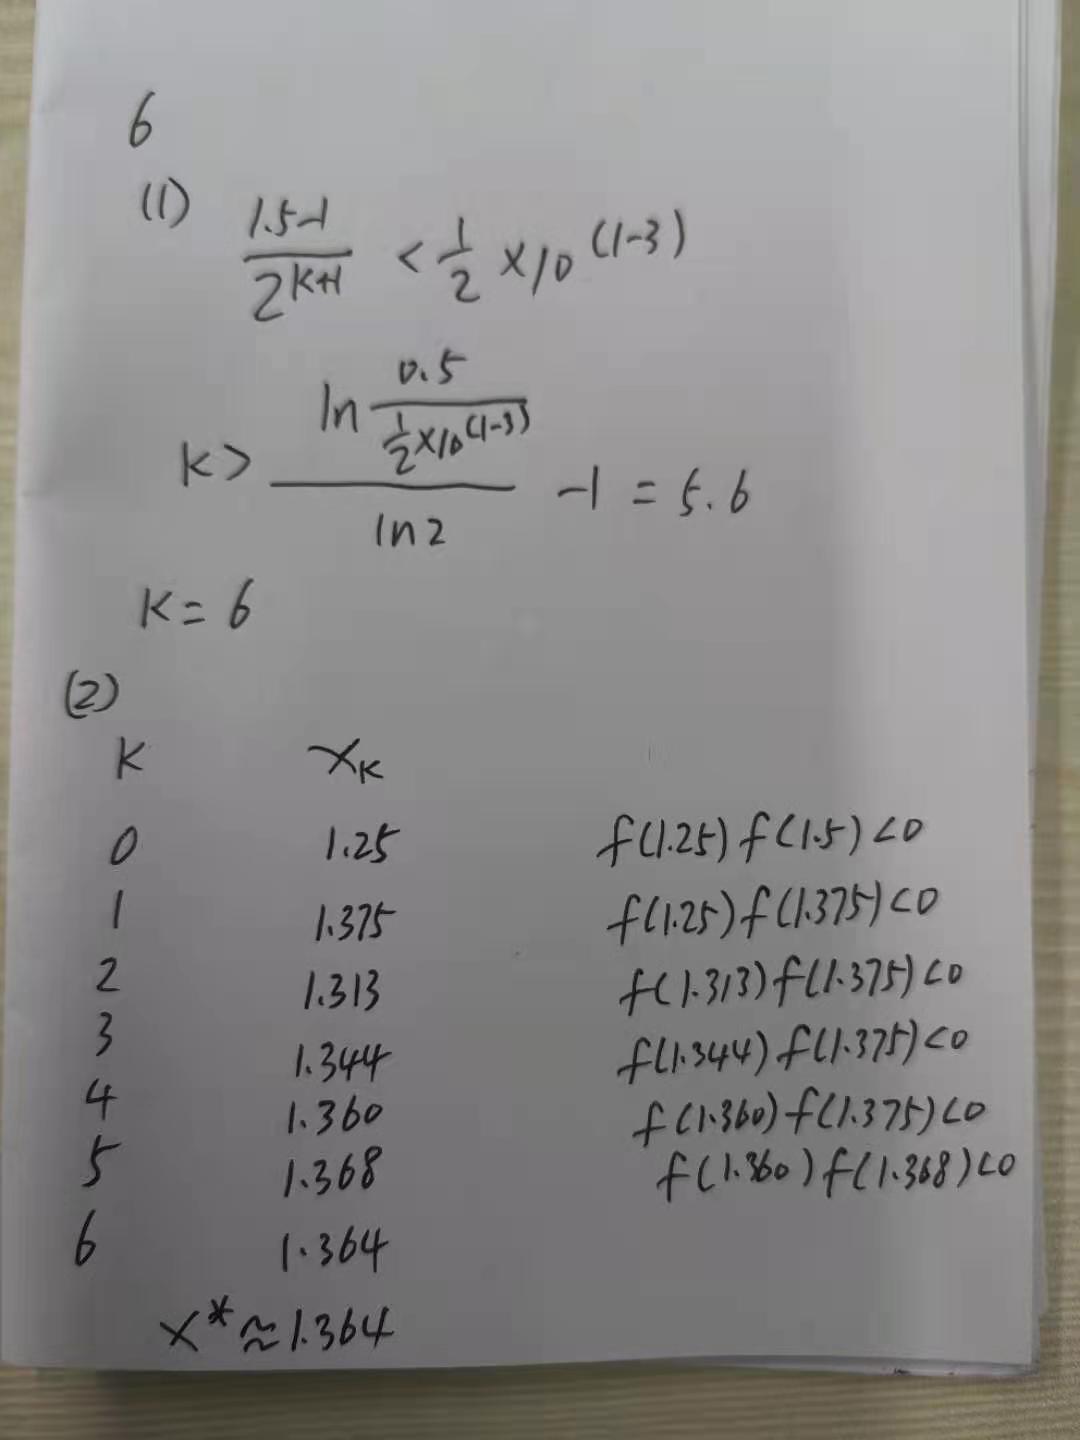 6
(1) \frac{1.5-1}{2^{k+1}} < \frac{1}{2} × 10^{(1-3)}
k > \frac{\ln \frac{0.5}{\frac{1}{2}×10^{(1-3)}}}{\ln 2} - 1 = 5.6
k = 6
(2)
k x_k
0 1.25 f(1.25) f(1.5) <0
1 1.375 f(1.25) f(1.375) <0
2 1.313 f(1.313) f(1.375) <0
3 1.344 f(1.344) f(1.375) <0
4 1.360 f(1.360) f(1.375) <0
5 1.368 f(1.360) f(1.368) <0
6 1.364
x* ≈ 1.364